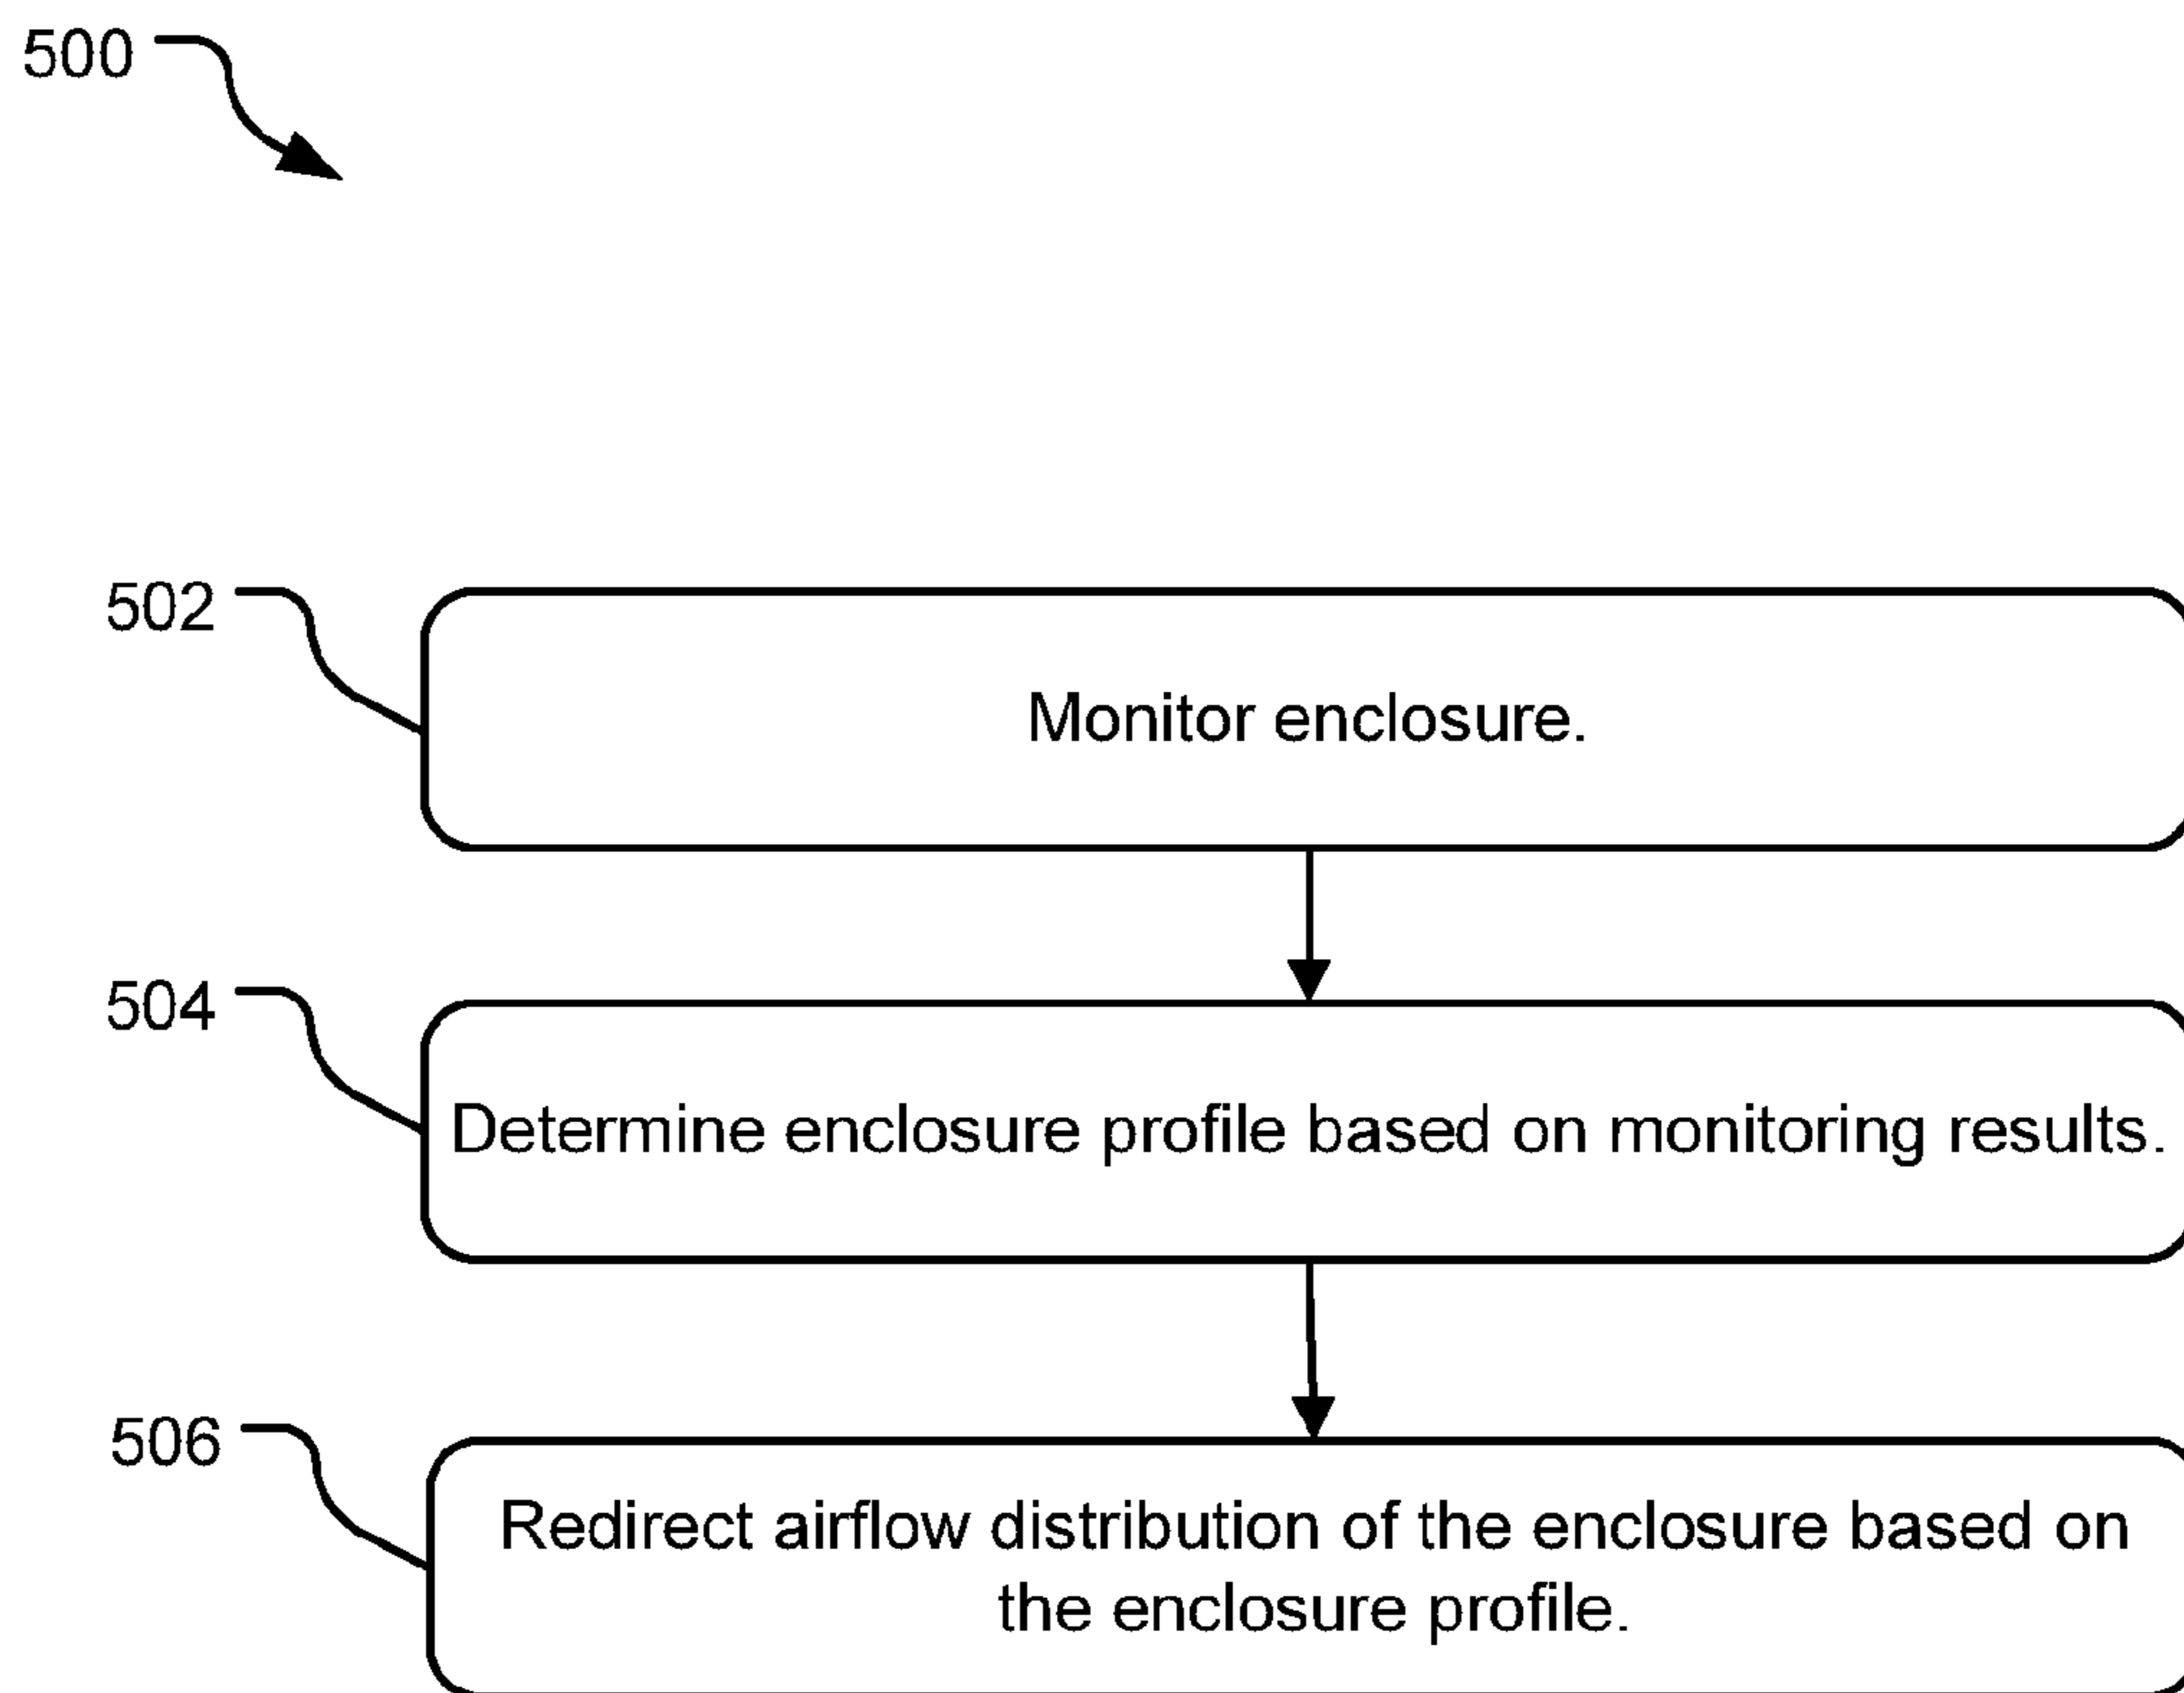 500
502
Monitor enclosure.
504
Determine enclosure profile based on monitoring results.
506
Redirect airflow distribution of the enclosure based on
the enclosure profile.